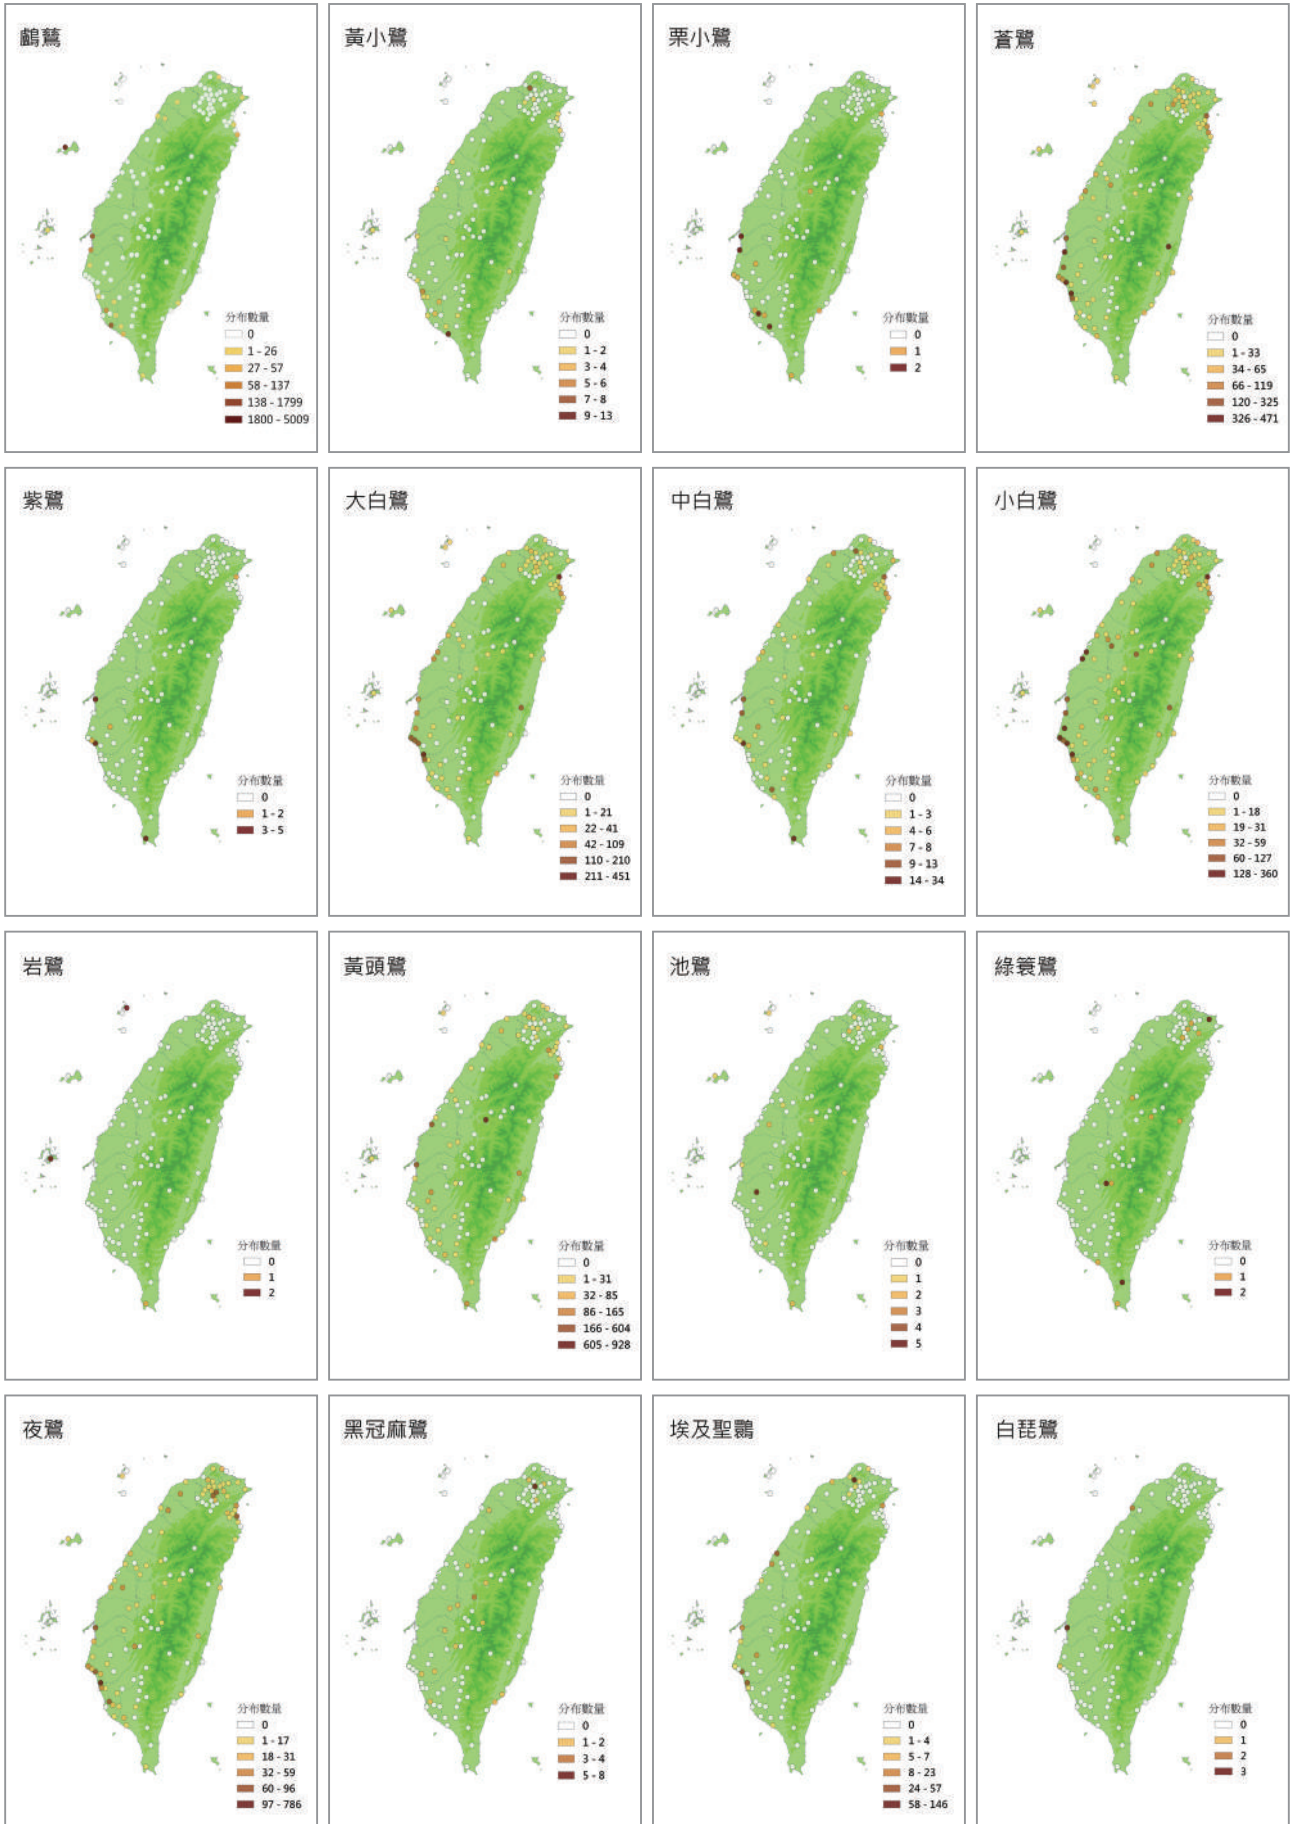 鸕鶿
分布數量
0
1 - 26
27 - 57
58 - 137
138 - 1799
1800 - 5009
黃小鷺
分布數量
0
1 - 2
3 - 4
5 - 6
7 - 8
9 - 13
栗小鷺
分布數量
0
1
2
蒼鷺
分布數量
0
1 - 33
34 - 65
66 - 119
120 - 325
326 - 471
紫鷺
分布數量
0
1 - 2
3 - 5
大白鷺
分布數量
0
1 - 21
22 - 41
42 - 109
110 - 210
211 - 451
中白鷺
分布數量
0
1 - 3
4 - 6
7 - 8
9 - 13
14 - 34
小白鷺
分布數量
0
1 - 18
19 - 31
32 - 59
60 - 127
128 - 360
岩鷺
分布數量
0
1
2
黃頭鷺
分布數量
0
1 - 31
32 - 85
86 - 165
166 - 604
605 - 928
池鷺
分布數量
0
1
2
3
4
5
綠簑鷺
分布數量
0
1
2
夜鷺
分布數量
0
1 - 17
18 - 31
32 - 59
60 - 96
97 - 786
黑冠麻鷺
分布數量
0
1 - 2
3 - 4
5 - 8
埃及聖䴉
分布數量
0
1 - 4
5 - 7
8 - 23
24 - 57
58 - 146
白琵鷺
分布數量
0
1
2
3